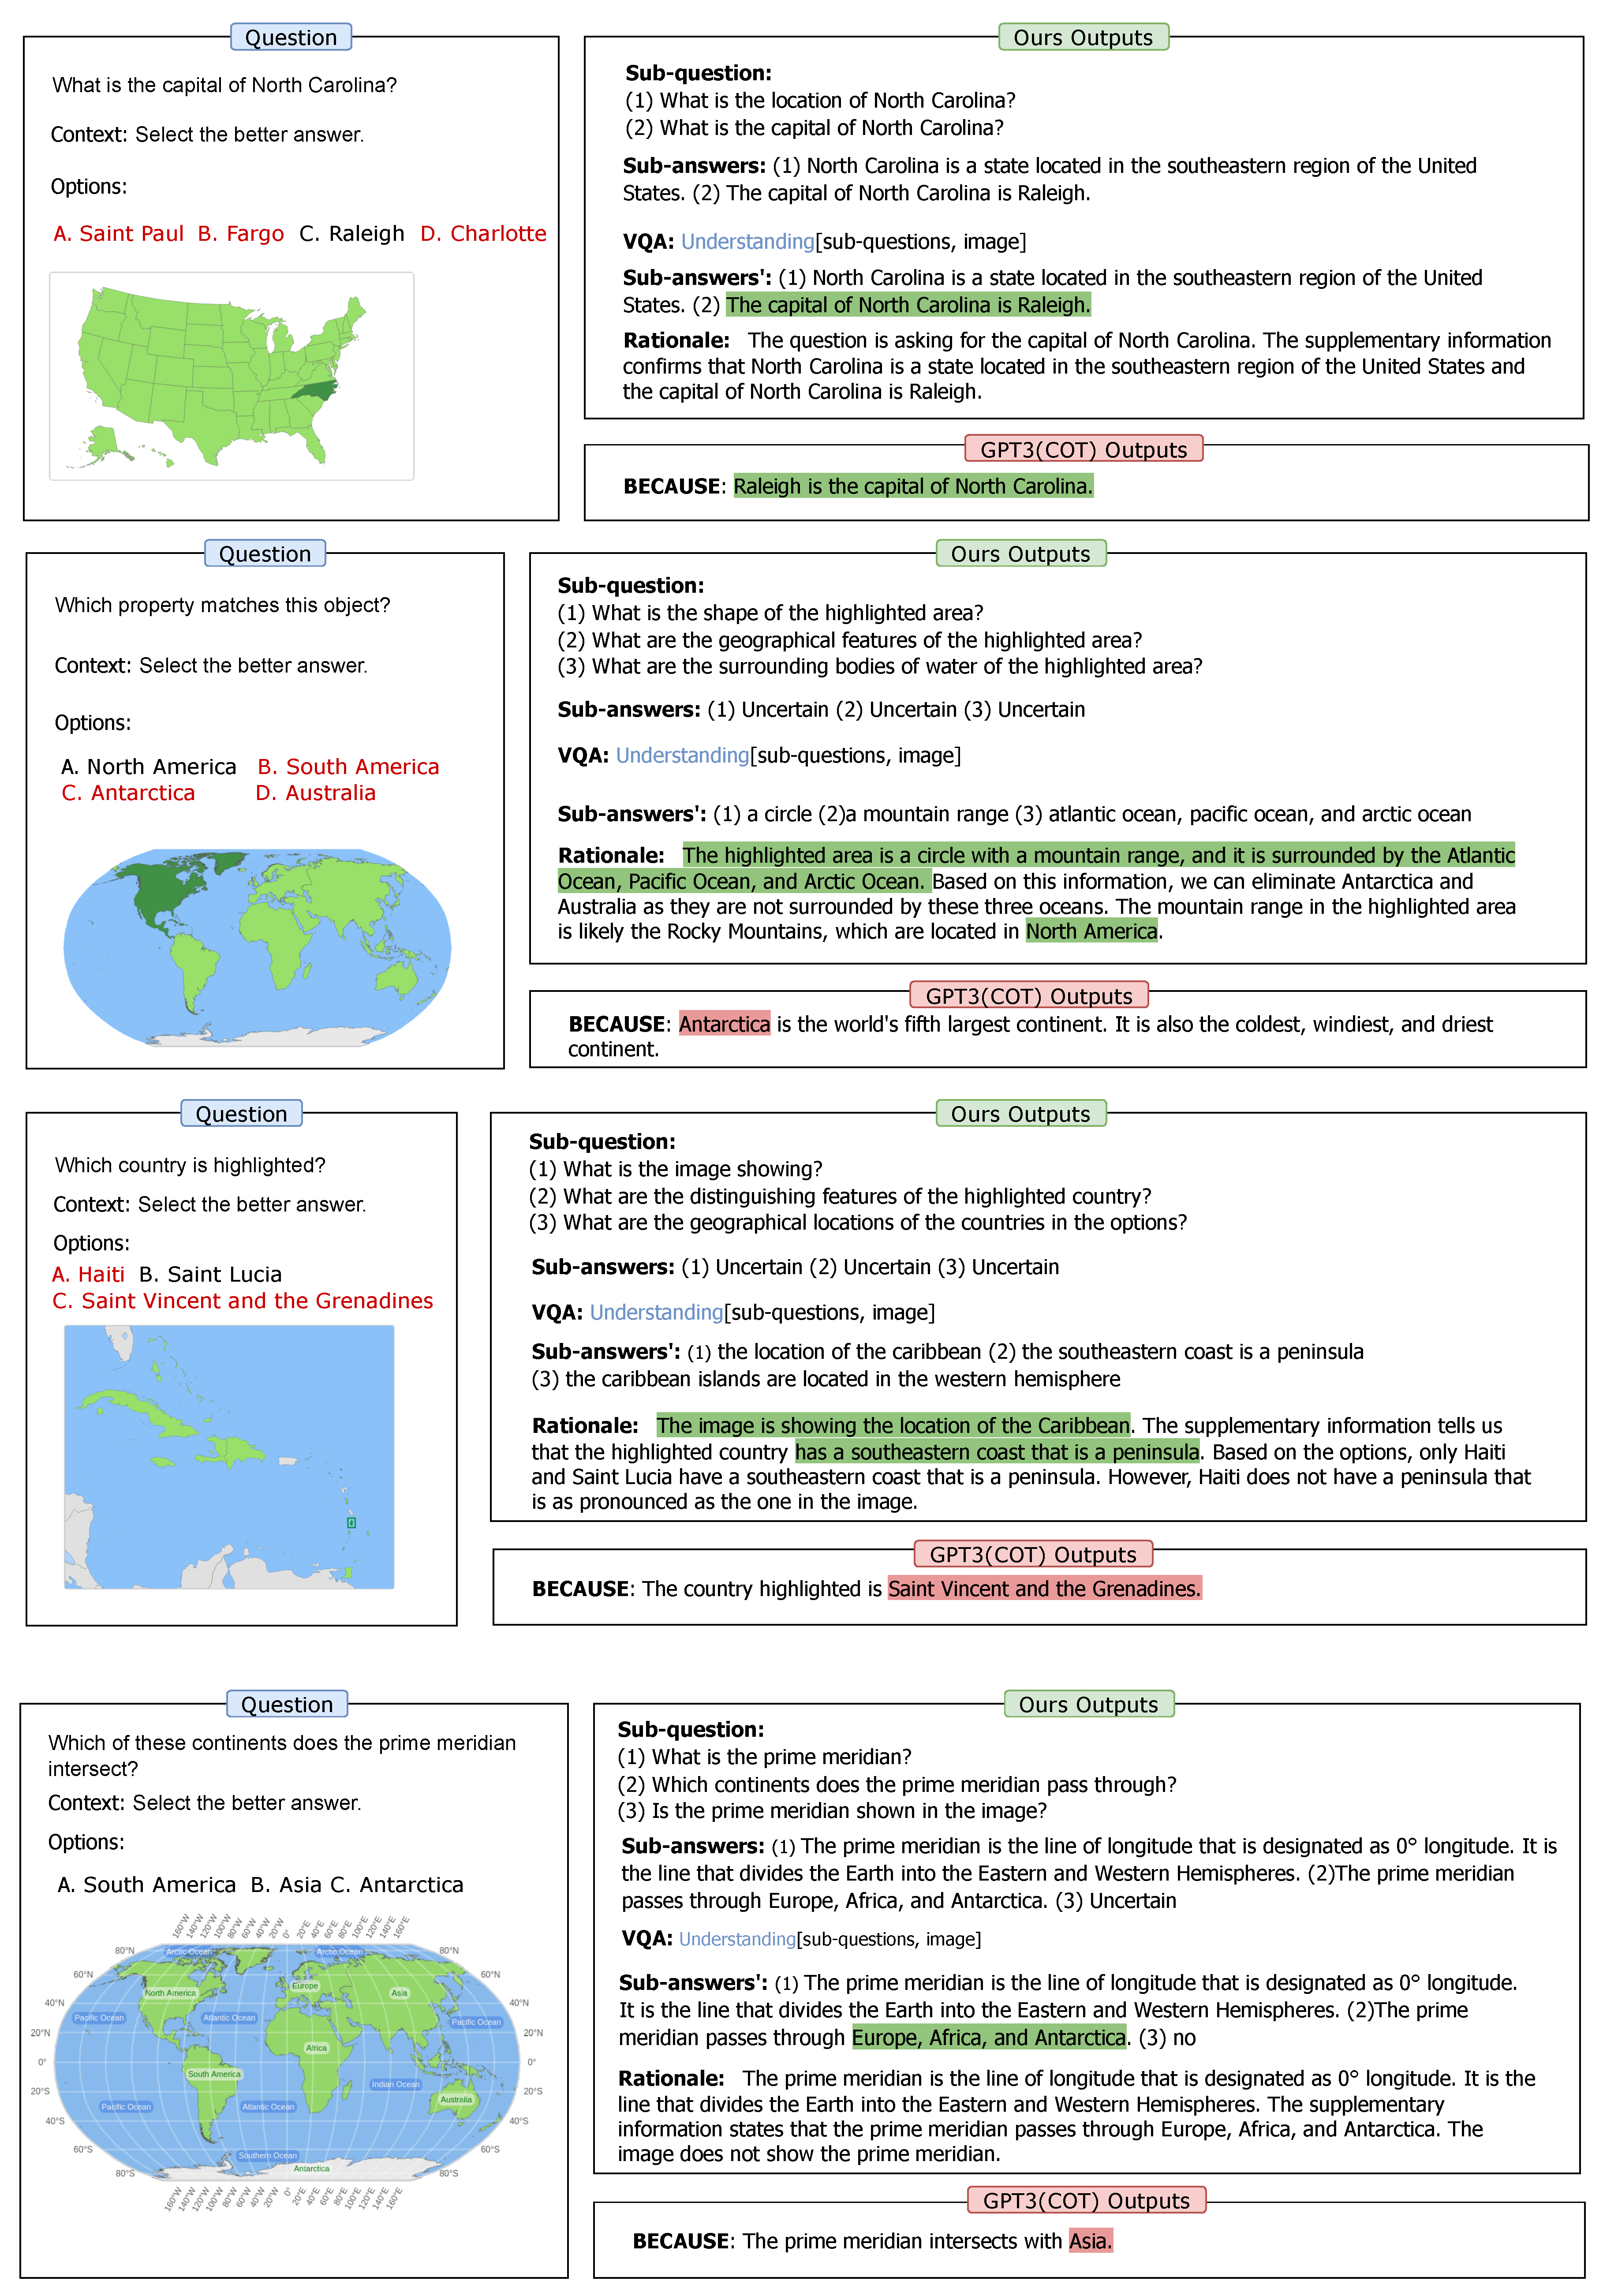 Question
What is the capital of North Carolina?
Context: Select the better answer.
Options:
A. Saint Paul B. Fargo C. Raleigh D. Charlotte
Ours Outputs
Sub-question:
(1) What is the location of North Carolina?
(2) What is the capital of North Carolina?
Sub-answers: (1) North Carolina is a state located in the southeastern region of the United
States. (2) The capital of North Carolina is Raleigh.
VQA: Understanding[sub-questions, image]
Sub-answers': (1) North Carolina is a state located in the southeastern region of the United
States. (2) The capital of North Carolina is Raleigh.
Rationale: The question is asking for the capital of North Carolina. The supplementary information
confirms that North Carolina is a state located in the southeastern region of the United States and
the capital of North Carolina is Raleigh.
GPT3(COT) Outputs
BECAUSE: Raleigh is the capital of North Carolina.
Question
Which property matches this object?
Context: Select the better answer.
Options:
A. North America B. South America
C. Antarctica D. Australia
Ours Outputs
Sub-question:
(1) What is the shape of the highlighted area?
(2) What are the geographical features of the highlighted area?
(3) What are the surrounding bodies of water of the highlighted area?
Sub-answers: (1) Uncertain (2) Uncertain (3) Uncertain
VQA: Understanding[sub-questions, image]
Sub-answers': (1) a circle (2)a mountain range (3) atlantic ocean, pacific ocean, and arctic ocean
Rationale: The highlighted area is a circle with a mountain range, and it is surrounded by the Atlantic
Ocean, Pacific Ocean, and Arctic Ocean. Based on this information, we can eliminate Antarctica and
Australia as they are not surrounded by these three oceans. The mountain range in the highlighted area
is likely the Rocky Mountains, which are located in North America.
GPT3(COT) Outputs
BECAUSE: Antarctica is the world's fifth largest continent. It is also the coldest, windiest, and driest
continent.
Question
Which country is highlighted?
Context: Select the better answer.
Options:
A. Haiti B. Saint Lucia
C. Saint Vincent and the Grenadines
Ours Outputs
Sub-question:
(1) What is the image showing?
(2) What are the distinguishing features of the highlighted country?
(3) What are the geographical locations of the countries in the options?
Sub-answers: (1) Uncertain (2) Uncertain (3) Uncertain
VQA: Understanding[sub-questions, image]
Sub-answers': (1) the location of the caribbean (2) the southeastern coast is a peninsula
(3) the caribbean islands are located in the western hemisphere
Rationale: The image is showing the location of the Caribbean. The supplementary information tells us
that the highlighted country has a southeastern coast that is a peninsula. Based on the options, only Haiti
and Saint Lucia have a southeastern coast that is a peninsula. However, Haiti does not have a peninsula that
is as pronounced as the one in the image.
GPT3(COT) Outputs
BECAUSE: The country highlighted is Saint Vincent and the Grenadines.
Question
Which of these continents does the prime meridian
intersect?
Context: Select the better answer.
Options:
A. South America B. Asia C. Antarctica
160°W 140°W 120°W 100°W 80°W 60°W 40°W 20°W 0° 20°E 40°E 60°E 80°E 100°E 120°E 140°E 160°E
80°N Arctic Ocean Arctic Ocean 80°N
60°N Europe 60°N
North America Asia
40°N 40°N
Pacific Ocean Atlantic Ocean Pacific Ocean
20°N 20°N
Africa
0° 0°
South America
Indian Ocean
20°S 20°S
Pacific Ocean Atlantic Ocean Australia
40°S 40°S
60°S Southern Ocean 60°S
80°S Antarctica 80°S
160°W 140°W 120°W 100°W 80°W 60°W 40°W 20°W 0° 20°E 40°E 60°E 80°E 100°E 120°E 140°E 160°E
Ours Outputs
Sub-question:
(1) What is the prime meridian?
(2) Which continents does the prime meridian pass through?
(3) Is the prime meridian shown in the image?
Sub-answers: (1) The prime meridian is the line of longitude that is designated as 0° longitude. It is
the line that divides the Earth into the Eastern and Western Hemispheres. (2)The prime meridian
passes through Europe, Africa, and Antarctica. (3) Uncertain
VQA: Understanding[sub-questions, image]
Sub-answers': (1) The prime meridian is the line of longitude that is designated as 0° longitude.
It is the line that divides the Earth into the Eastern and Western Hemispheres. (2)The prime
meridian passes through Europe, Africa, and Antarctica. (3) no
Rationale: The prime meridian is the line of longitude that is designated as 0° longitude. It is the
line that divides the Earth into the Eastern and Western Hemispheres. The supplementary
information states that the prime meridian passes through Europe, Africa, and Antarctica. The
image does not show the prime meridian.
GPT3(COT) Outputs
BECAUSE: The prime meridian intersects with Asia.